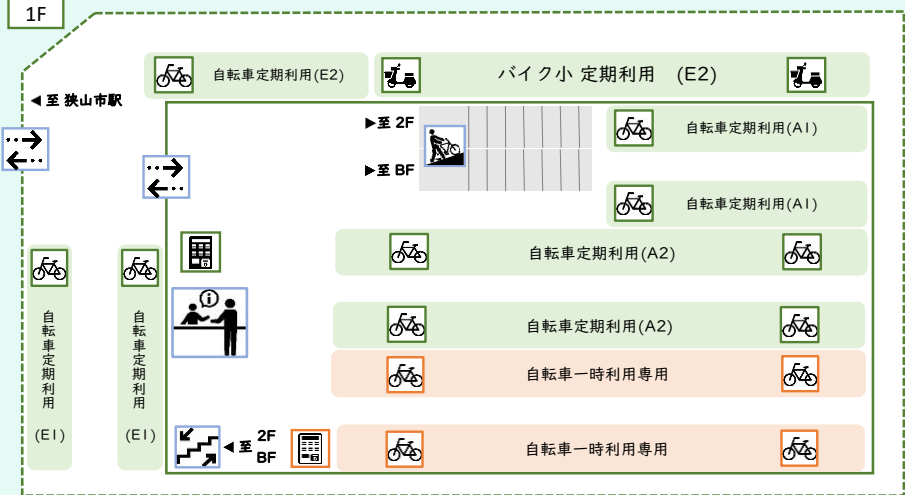 1F
自転車定期利用(E2)
バイク小 定期利用 (E2)
◀至 狭山市駅
▶至 2F
自転車定期利用(A1)
▶至 BF
自転車定期利用(A1)
自転車定期利用(A2)
自転車定期利用
(E1)
自転車定期利用
(E1)
自転車定期利用(A2)
自転車一時利用専用
◀至 2F
BF
自転車一時利用専用